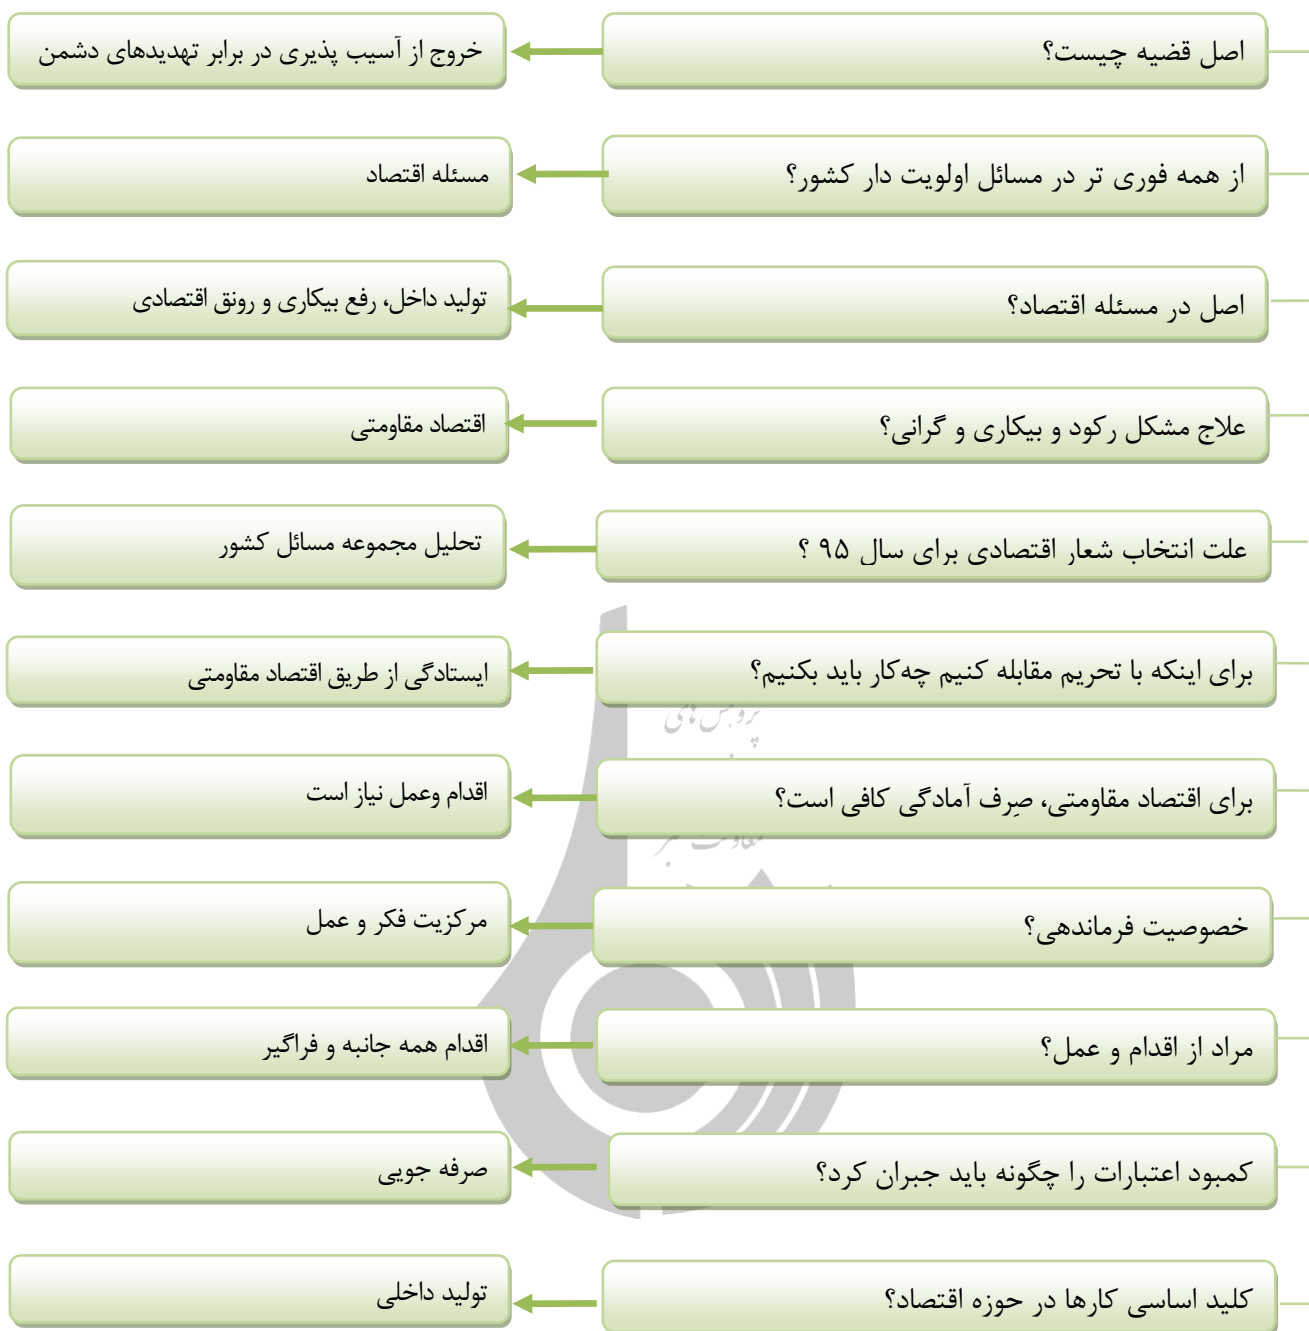 اصل قضیه چیست؟
خروج از آسیب پذیری در برابر تهدیدهای دشمن
از همه فوری تر در مسائل اولویت دار کشور؟
مسئله اقتصاد
اصل در مسئله اقتصاد؟
تولید داخل، رفع بیکاری و رونق اقتصادی
علاج مشکل رکود و بیکاری و گرانی؟
اقتصاد مقاومتی
علت انتخاب شعار اقتصادی برای سال ۹۵ ؟
تحلیل مجموعه مسائل کشور
برای اینکه با تحریم مقابله کنیم چه‌کار باید بکنیم؟
ایستادگی از طریق اقتصاد مقاومتی
برای اقتصاد مقاومتی، صِرف آمادگی کافی است؟
اقدام وعمل نیاز است
خصوصیت فرماندهی؟
مرکزیت فکر و عمل
مراد از اقدام و عمل؟
اقدام همه جانبه و فراگیر
کمبود اعتبارات را چگونه باید جبران کرد؟
صرفه جویی
کلید اساسی کارها در حوزه اقتصاد؟
تولید داخلی